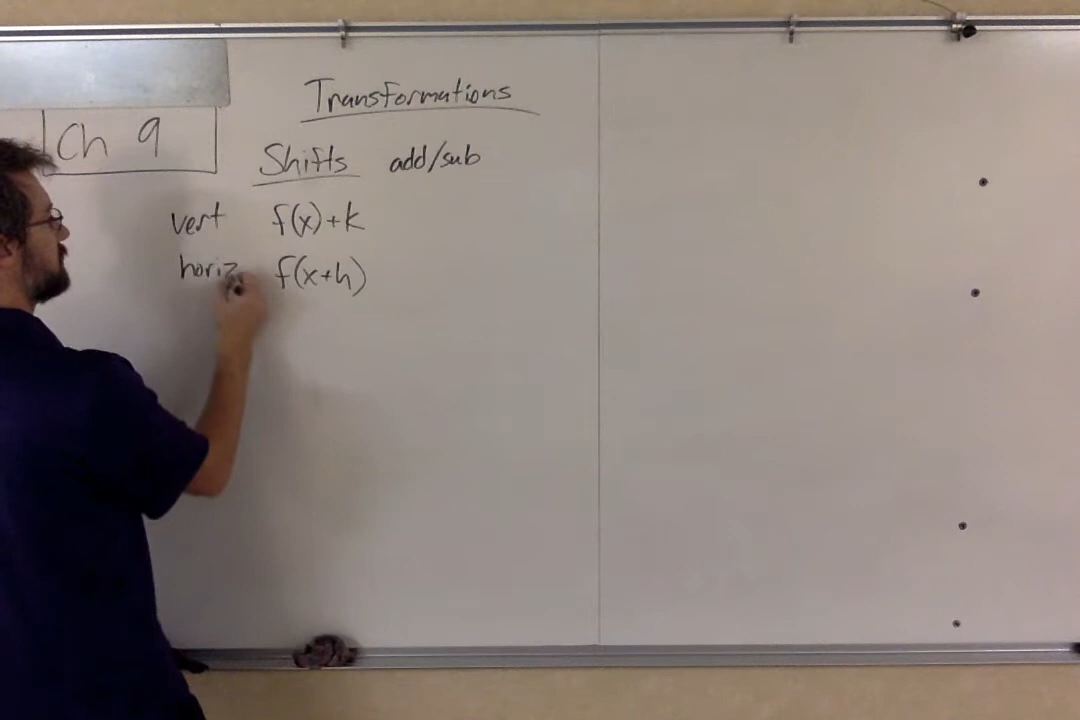 Transformations
Ch 9
Shifts add/sub
vert f(x)+k
horiz f(x+h)